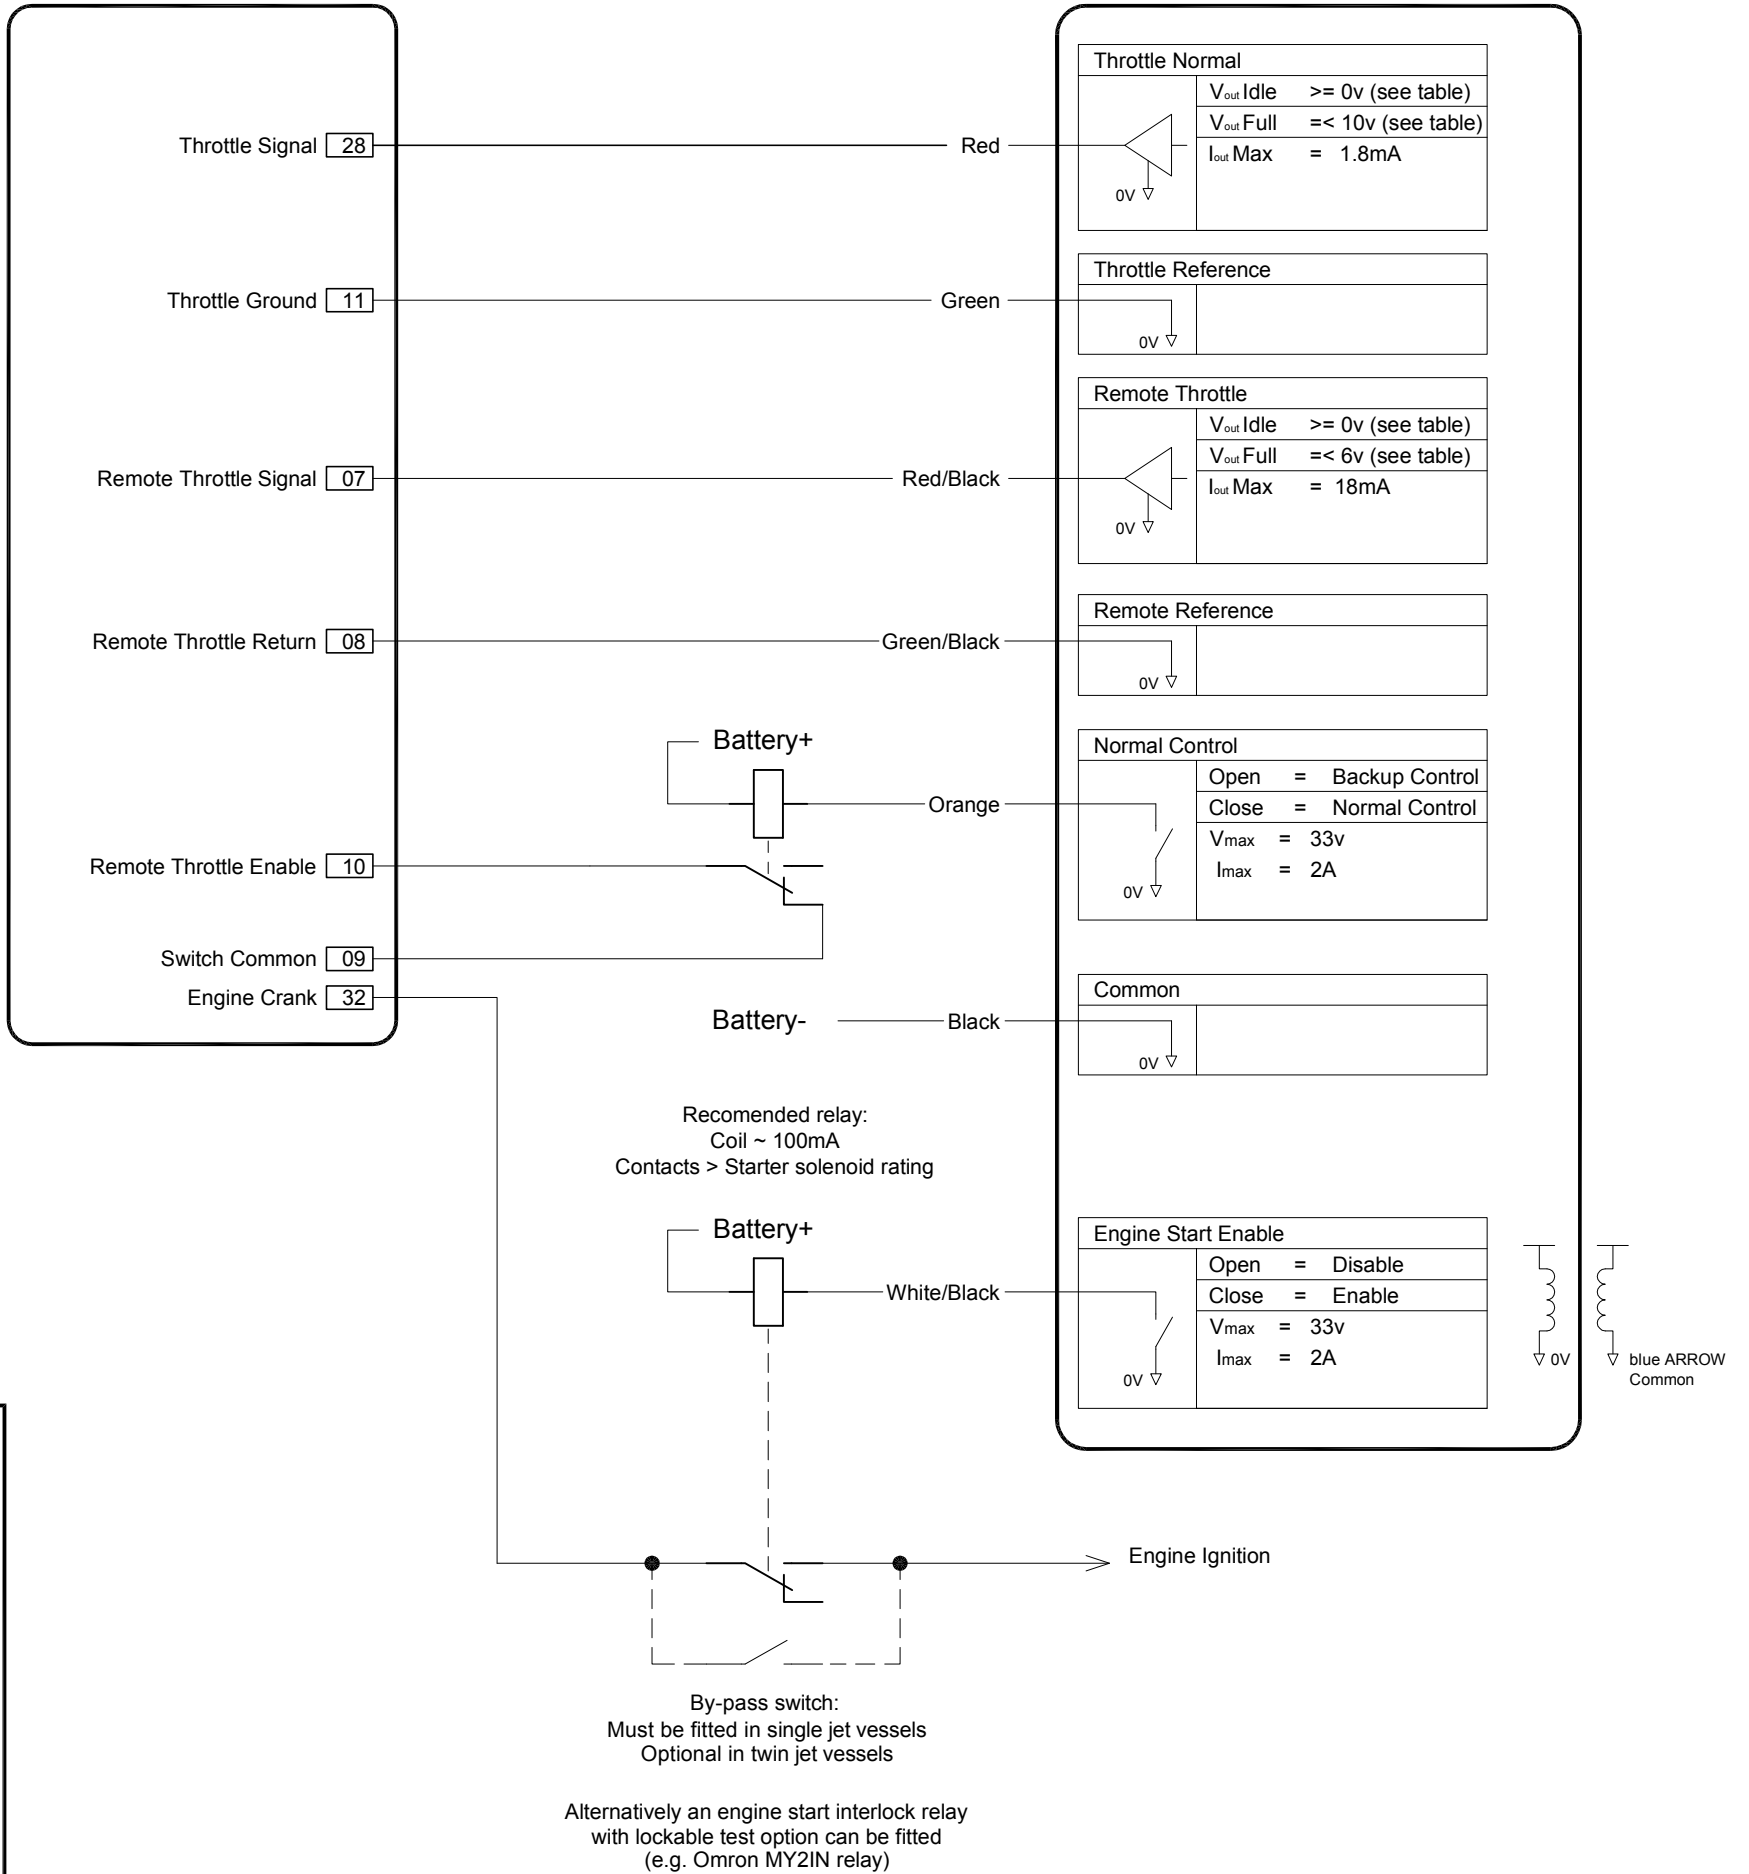 Throttle Normal
Vout Idle >= 0v (see table)
Throttle Signal 28 Red Vout Full =< 10v (see table)
Iout Max = 1.8mA
0V
Throttle Reference
Throttle Ground 11 Green
0V
Remote Throttle
Vout Idle >= 0v (see table)
Vout Full =< 6v (see table)
Remote Throttle Signal 07 Red/Black Iout Max = 18mA
0V
Remote Reference
Remote Throttle Return 08 Green/Black
0V
Battery+ Normal Control
Open = Backup Control
Orange Close = Normal Control
Vmax = 33v
Remote Throttle Enable 10 Imax = 2A
0V
Switch Common 09
Engine Crank 32 Common
Battery- Black
0V
Recomended relay:
Coil ~ 100mA
Contacts > Starter solenoid rating
Battery+ Engine Start Enable
Open = Disable
White/Black Close = Enable
Vmax = 33v
Imax = 2A
0V 0V blue ARROW
Common
Engine Ignition
By-pass switch:
Must be fitted in single jet vessels
Optional in twin jet vessels
Alternatively an engine start interlock relay
with lockable test option can be fitted
(e.g. Omron MY2IN relay)